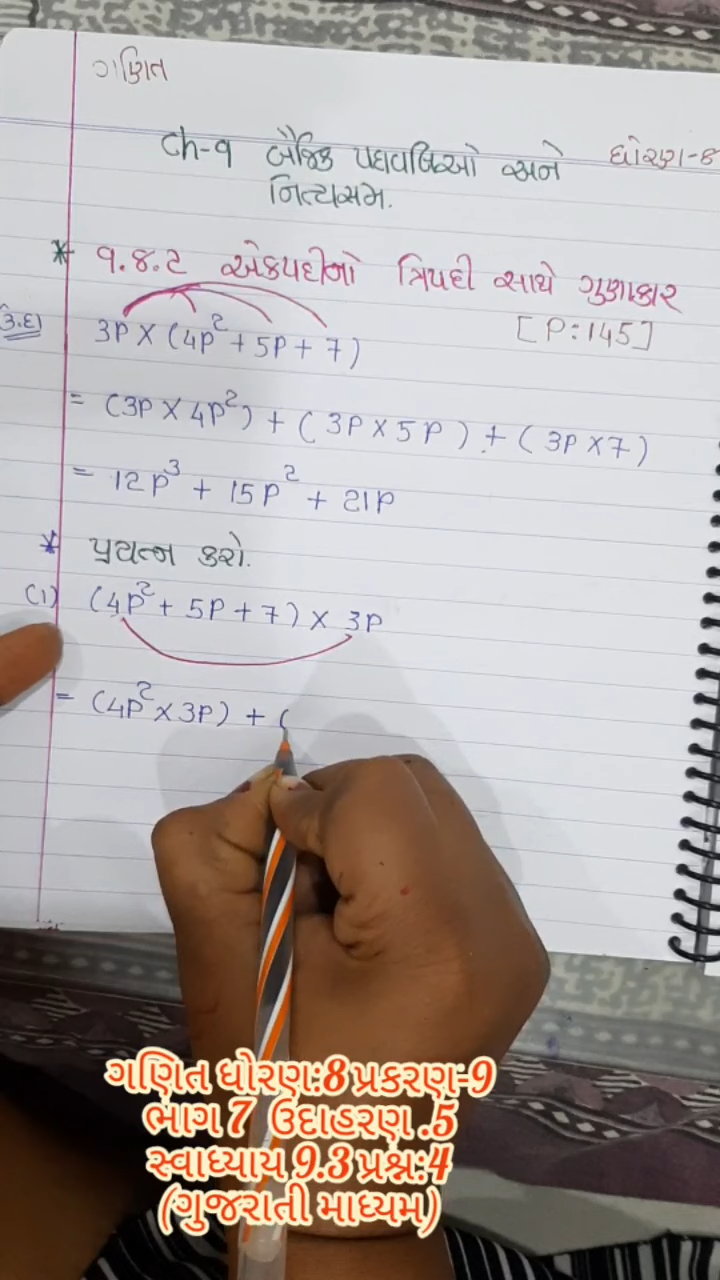 ગણિત
Ch-9 બૈજિક પદાવલિઓ અને ધોરણ-8
નિત્યસમ.
* 9.4.2 એકપદીનો ત્રિપદી સાથે ગુણાકાર
[P:145]
3P × (4P² + 5P + 7)
= (3P × 4P²) + (3P × 5P) + (3P × 7)
= 12P³ + 15P² + 21P
* પ્રયત્ન કરો.
(1) (4P² + 5P + 7) × 3P
= (4P² × 3P) + (
ગણિત ધોરણ:8 પ્રકરણ-9
ભાગ 7 ઉદાહરણ .5
સ્વાધ્યાય 9.3 પ્રશ્ન:4
(ગુજરાતી માધ્યમ)